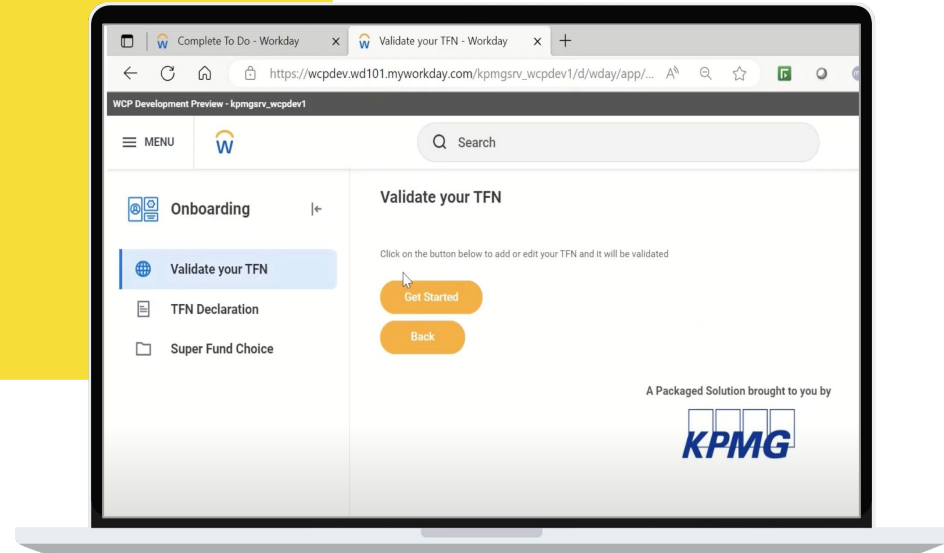 Complete To Do - Workday
Validate your TFN - Workday
https://wcpdev.wd101.myworkday.com/kpmgsrv_wcpdev1/d/wday/app/...
WCP Development Preview - kpmgsrv_wcpdev1
MENU
Search
Onboarding
Validate your TFN
TFN Declaration
Super Fund Choice
Validate your TFN
Click on the button below to add or edit your TFN and it will be validated
Get Started
Back
A Packaged Solution brought to you by
KPMG